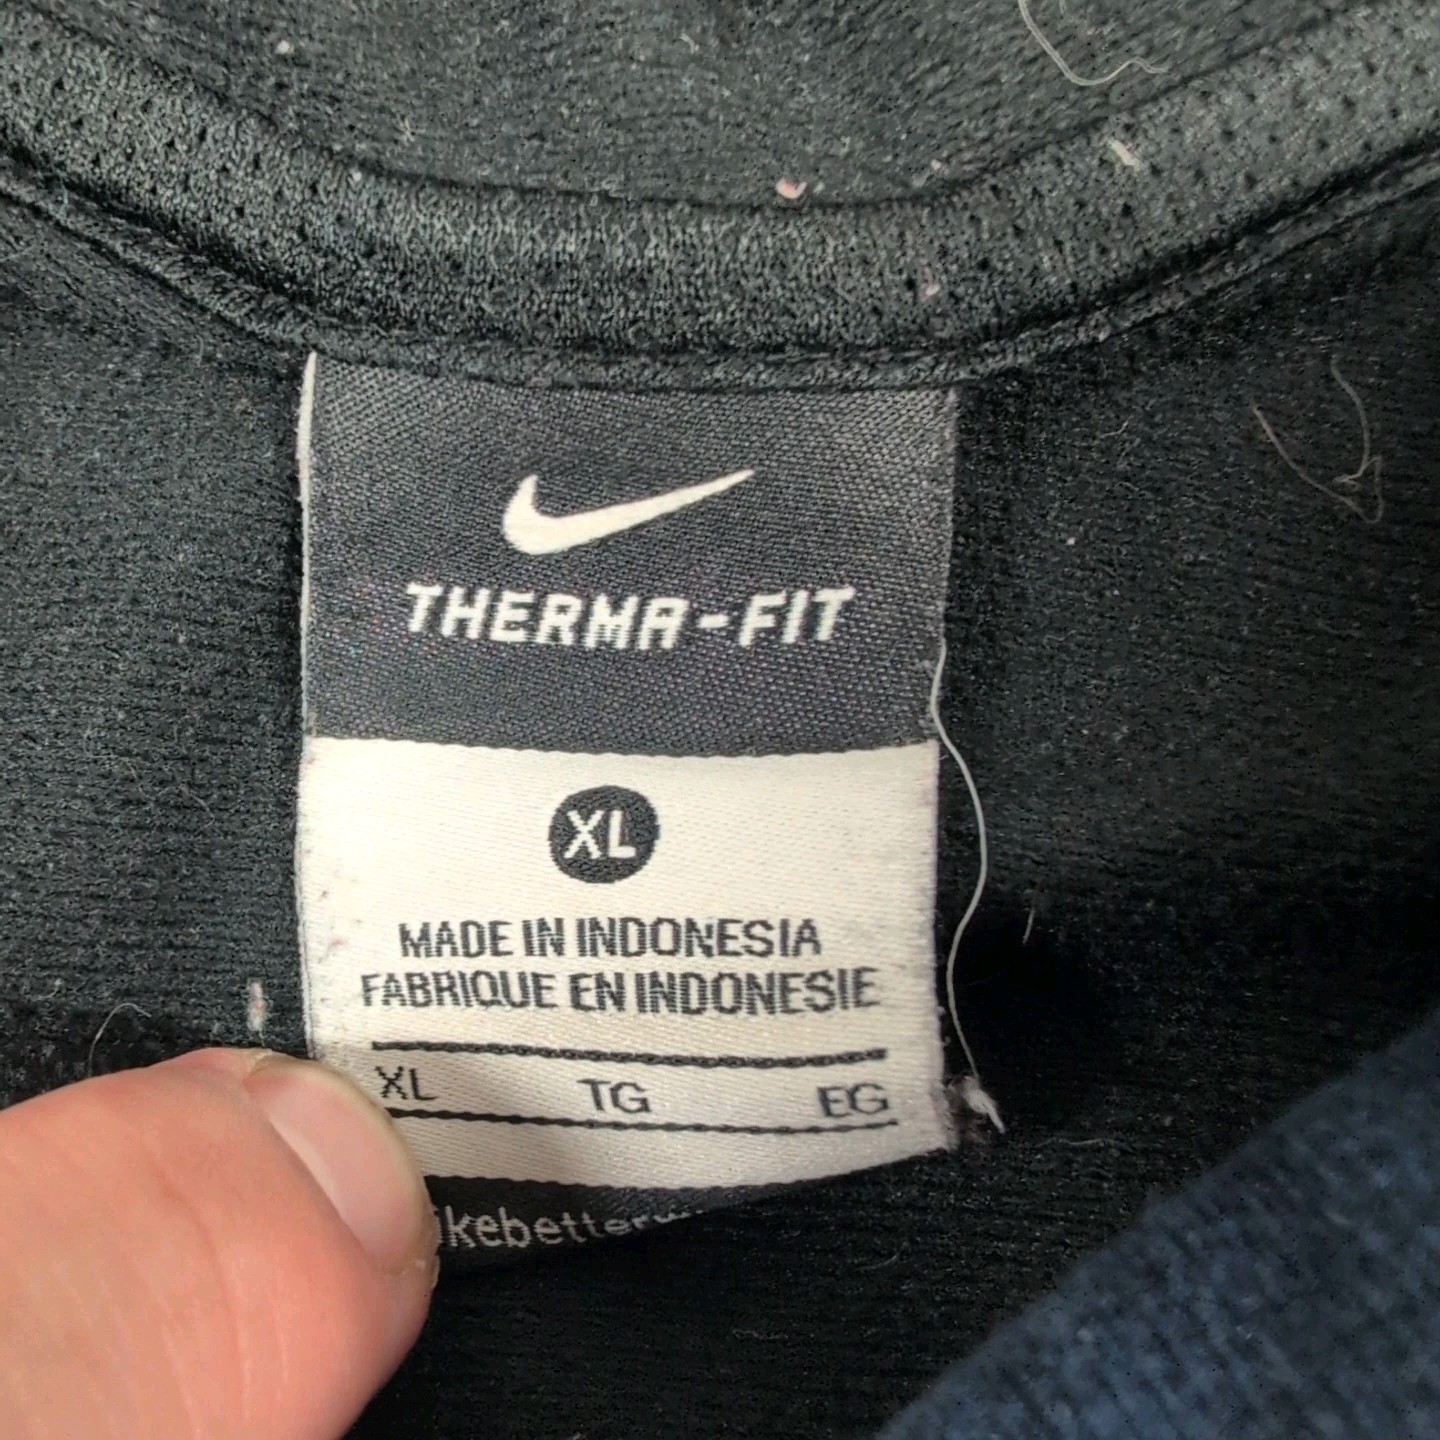 THERMA-FIT
XL
MADE IN INDONESIA
FABRIQUE EN INDONESIE
XL TG EG